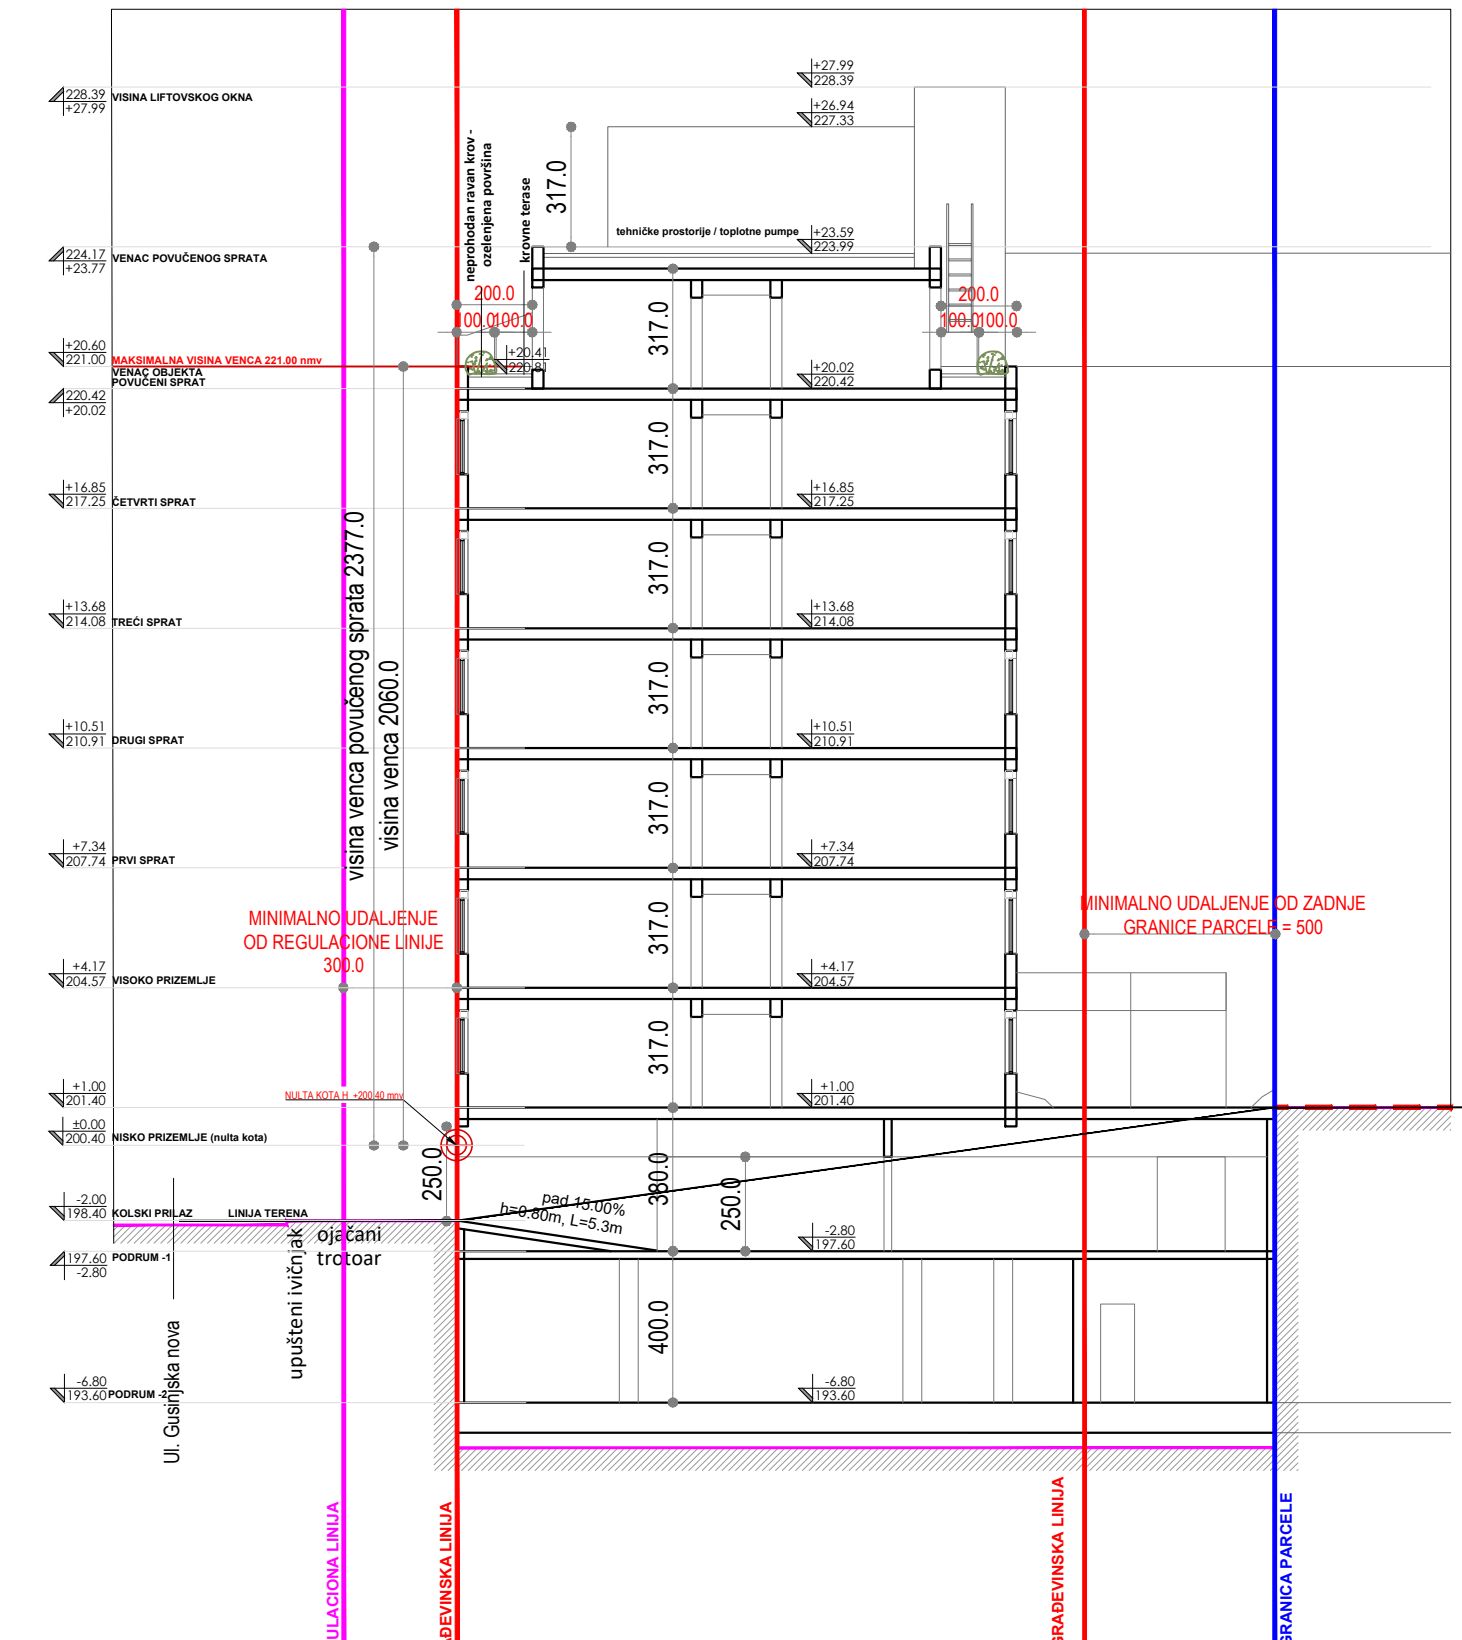 +27.99
228.39
228.39
+27.99
VISINA LIFTOVSKOG OKNA
+26.94
227.33
neprohodan ravan krov -
ozelenjena površina
krovne terase
317.0
tehničke prostorije / toplotne pumpe
+23.59
223.99
224.17
+23.77
VENAC POVUČENOG SPRATA
200.0
100.0
100.0
200.0
100.0
100.0
317.0
+20.60
221.00
MAKSIMALNA VISINA VENCA 221.00 nmv
VENAC OBJEKTA
POVUČENI SPRAT
220.42
+20.02
+20.41
220.81
+20.02
220.42
317.0
+16.85
217.25
ČETVRTI SPRAT
+16.85
217.25
visina venca povučenog sprata 2377.0
visina venca 2060.0
317.0
+13.68
214.08
TREĆI SPRAT
+13.68
214.08
317.0
+10.51
210.91
DRUGI SPRAT
+10.51
210.91
317.0
+7.34
207.74
PRVI SPRAT
+7.34
207.74
MINIMALNO UDALJENJE
OD REGULACIONE LINIJE
300.0
MINIMALNO UDALJENJE OD ZADNJE
GRANICE PARCELE = 500
317.0
+4.17
204.57
VISOKO PRIZEMLJE
+4.17
204.57
317.0
+1.00
201.40
+1.00
201.40
NULTA KOTA H +200.40 mnv
±0.00
200.40
NISKO PRIZEMLJE (nulta kota)
250.0
380.0
250.0
pad 15.00%
h=0.80m, L=5.3m
-2.00
198.40
KOLSKI PRILAZ
LINIJA TERENA
ojačani
trotoar
upušteni ivičnjak
-2.80
197.60
197.60
-2.80
PODRUM -1
400.0
Ul. Gusinjska nova
-6.80
193.60
PODRUM -2
-6.80
193.60
ULACIONA LINIJA
ĐEVINSKA LINIJA
GRAĐEVINSKA LINIJA
GRANICA PARCELE